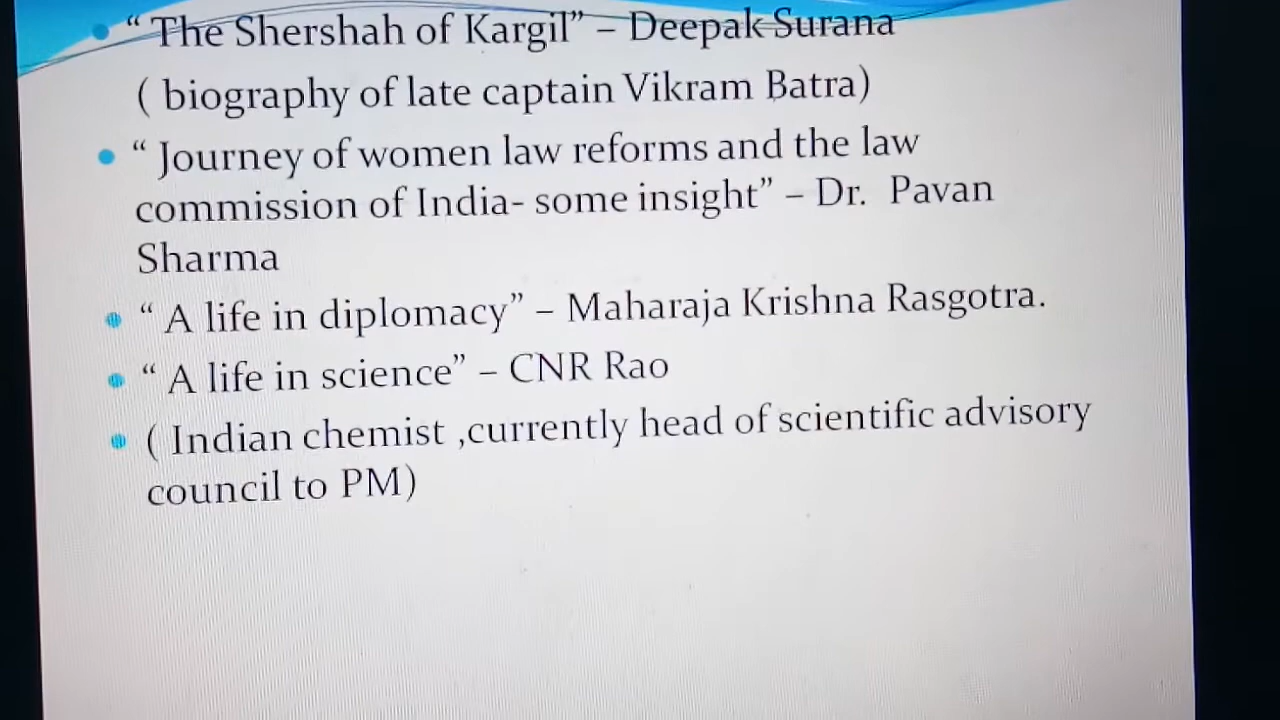 “ The Shershah of Kargil” – Deepak Surana
( biography of late captain Vikram Batra)
“ Journey of women law reforms and the law
commission of India- some insight” – Dr. Pavan
Sharma
“ A life in diplomacy” – Maharaja Krishna Rasgotra.
“ A life in science” – CNR Rao
( Indian chemist ,currently head of scientific advisory
council to PM)